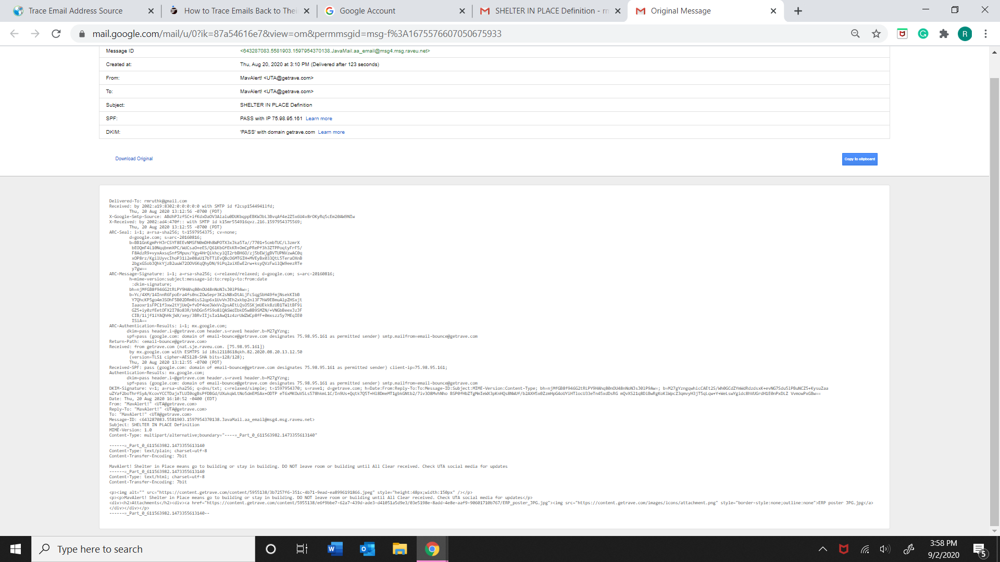 Trace Email Address Source
How to Trace Emails Back to Thei
Google Account
SHELTER IN PLACE Definition - rm
Original Message
mail.google.com/mail/u/0?ik=87a54616e7&view=om&permmsgid=msg-f%3A1675576607050675933
R
Message ID <643287083.5581903.1597954370138.JavaMail.aa_email@msg4.msg.raveu.net>
Created at: Thu, Aug 20, 2020 at 3:10 PM (Delivered after 123 seconds)
From: MavAlert! <UTA@getrave.com>
To: MavAlert! <UTA@getrave.com>
Subject: SHELTER IN PLACE Definition
SPF: PASS with IP 75.98.95.161 Learn more
DKIM: 'PASS' with domain getrave.com Learn more
Download Original
Copy to clipboard
Delivered-To: rmruthk@gmail.com
Received: by 2002:a19:8302:0:0:0:0:0 with SMTP id f2csp1544941lfd;
Thu, 20 Aug 2020 13:12:56 -0700 (PDT)
X-Google-Smtp-Source:
X-Received: by 2002:ad4:470f:: with SMTP id k15mr554916qvz.216.1597954375569;
Thu, 20 Aug 2020 13:12:55 -0700 (PDT)
ARC-Seal: i=1; a=rsa-sha256; t=1597954375; cv=none;
d=google.com; s=arc-20160816;
y7gw==
ARC-Message-Signature: i=1; a=rsa-sha256; c=relaxed/relaxed; d=google.com; s=arc-20160816;
h=mime-version:subject:message-id:to:reply-to:from:date
:dkim-signature;
ISiA==
ARC-Authentication-Results: i=1; mx.google.com;
dkim=pass header.i=@getrave.com header.s=rave1 header.b=M27gYzng;
spf=pass (google.com: domain of email-bounce@getrave.com designates 75.98.95.161 as permitted sender) smtp.mailfrom=email-bounce@getrave.com
Return-Path: <email-bounce@getrave.com>
Received: from getrave.com (nat.sje.raveu.com. [75.98.95.161])
by mx.google.com with ESMTPS id i8si2118618qkh.82.2020.08.20.13.12.50
(version=TLS1 cipher=AES128-SHA bits=128/128);
Thu, 20 Aug 2020 13:12:55 -0700 (PDT)
Received-SPF: pass (google.com: domain of email-bounce@getrave.com designates 75.98.95.161 as permitted sender) client-ip=75.98.95.161;
Authentication-Results: mx.google.com;
dkim=pass header.i=@getrave.com header.s=rave1 header.b=M27gYzng;
spf=pass (google.com: domain of email-bounce@getrave.com designates 75.98.95.161 as permitted sender) smtp.mailfrom=email-bounce@getrave.com
DKIM-Signature: v=1; a=rsa-sha256; q=dns/txt; c=relaxed/simple; t=1597954370; s=rave1; d=getrave.com; h=Date:From:Reply-To:To:Message-ID:Subject:MIME-Version:Content-Type;
Date: Thu, 20 Aug 2020 16:10:52 -0400 (EDT)
From: "MavAlert!" <UTA@getrave.com>
Reply-To: "MavAlert!" <UTA@getrave.com>
To: "MavAlert!" <UTA@getrave.com>
Message-ID: <643287083.5581903.1597954370138.JavaMail.aa_email@msg4.msg.raveu.net>
Subject: SHELTER IN PLACE Definition
MIME-Version: 1.0
Content-Type: multipart/alternative;boundary="----=_Part_0_611563982.1473355613140"
------=_Part_0_611563982.1473355613140
Content-Type: text/plain; charset=utf-8
Content-Transfer-Encoding: 7bit
MavAlert! Shelter in Place means go to building or stay in building. DO NOT leave room or building until All Clear received. Check UTA social media for updates
------=_Part_0_611563982.1473355613140
Content-Type: text/html; charset=utf-8
Content-Transfer-Encoding: 7bit
<p><img alt="" src="https://content.getrave.com/content/5955138/3b7257f6-351c-4b71-9ead-ea8996191866.jpeg" style="height:48px;width:150px" /></p>
<p><p>MavAlert! Shelter in Place means go to building or stay in building. DO NOT leave room or building until All Clear received. Check UTA social media for updates</p>
<div><h2>Attachments</h2><div><a href="https://content.getrave.com/content/5955138/e6f9bbe7-62a7-439d-ade3-d41051a5d9e3/03e5198e-8add-4e8e-aaf9-90601710b767/ERP_poster_JPG.jpg"><img src="https://content.getrave.com/images/icons/attachment.png" style="border-style:none;outline:none">ERP poster JPG.jpg</a>
</div></div></p>
------=_Part_0_611563982.1473355613140--
Type here to search
3:58 PM
9/2/2020
5